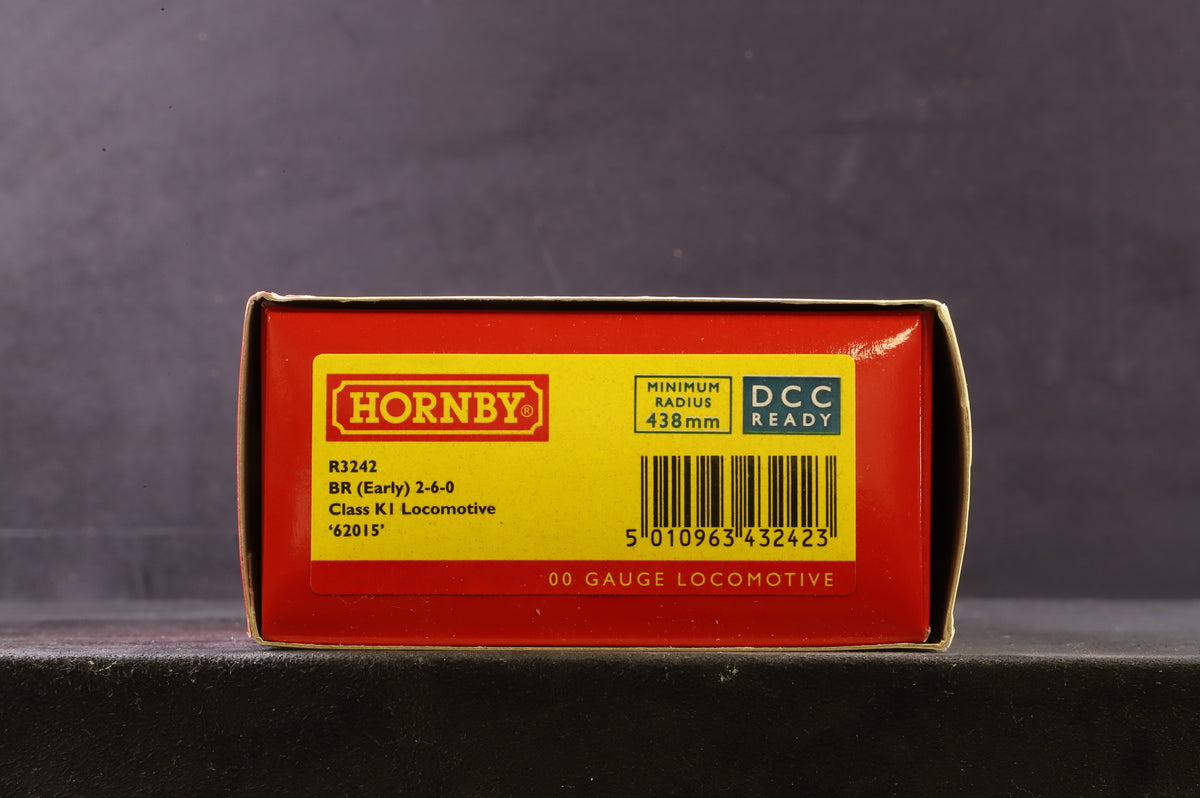 HORNBY®
MINIMUM
RADIUS
438mm
DCC
READY
R3242
BR (Early) 2-6-0
Class K1 Locomotive
‘62015’
5 010963 432423
00 GAUGE LOCOMOTIVE